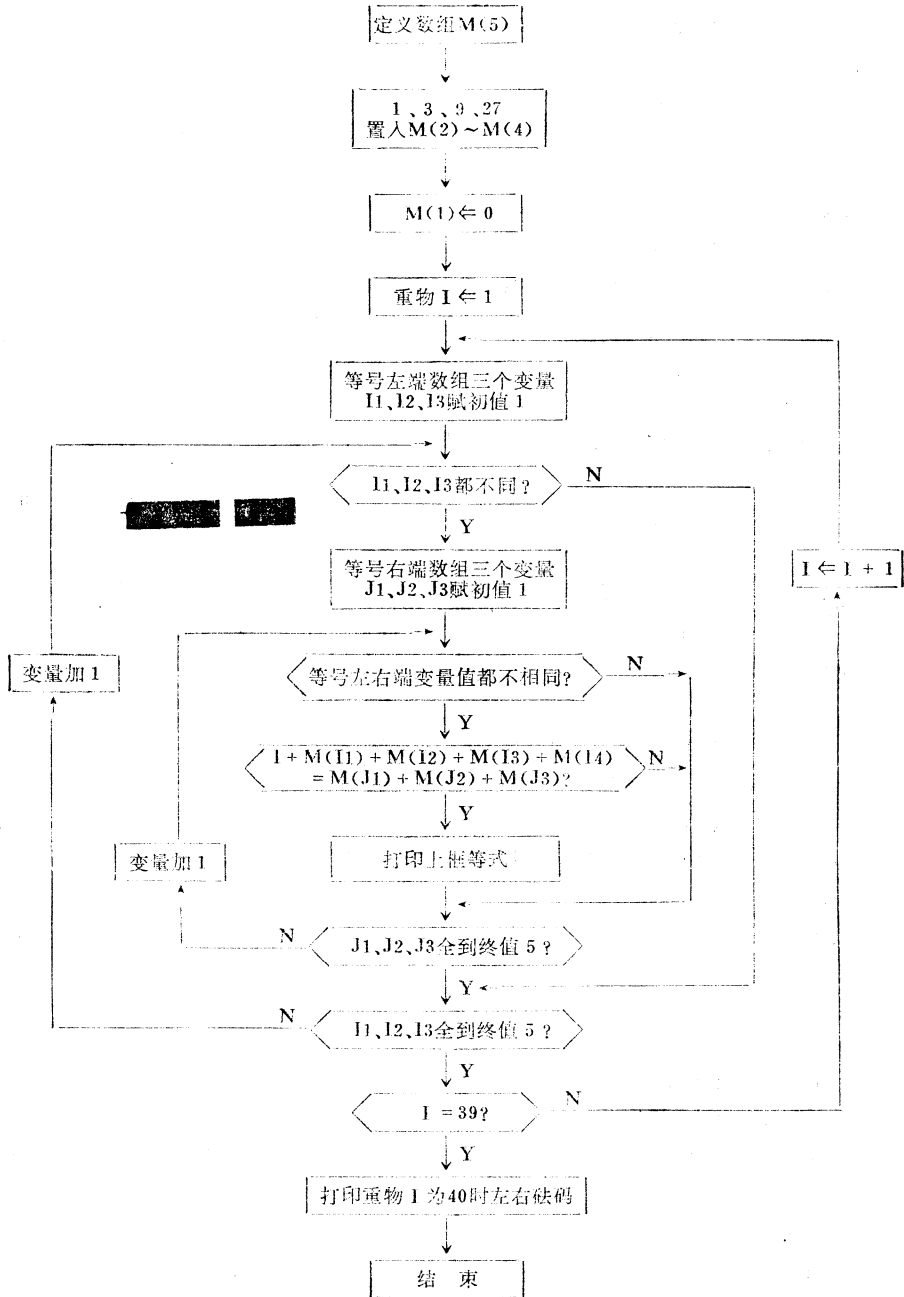 定义数组M(5)
1、3、9、27
置入M(2)~M(4)
M(1)⇐0
重物I⇐1
等号左端数组三个变量
I1、I2、I3赋初值1
I1、I2、I3都不同?
N
Y
等号右端数组三个变量
J1、J2、J3赋初值1
I⇐I+1
变量加1
等号左右端变量值都不相同?
N
Y
I+M(I1)+M(I2)+M(I3)+M(I4)
=M(J1)+M(J2)+M(J3)?
N
Y
变量加1
打印上框等式
N
J1、J2、J3全到终值5?
Y
N
I1、I2、I3全到终值5?
Y
I=39?
N
Y
打印重物I为40时左右砝码
结 束